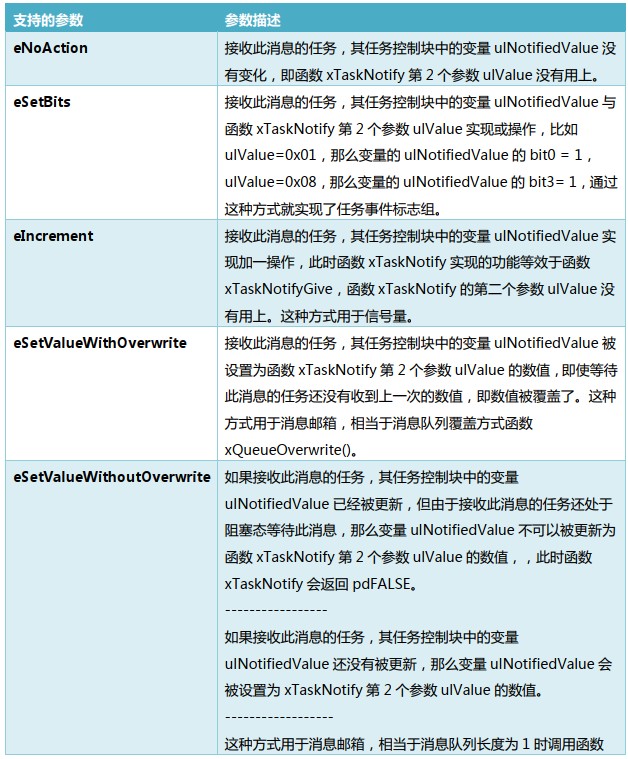 支持的参数 参数描述
eNoAction 接收此消息的任务，其任务控制块中的变量 ulNotifiedValue 没
有变化，即函数 xTaskNotify 第 2 个参数 ulValue 没有用上。
eSetBits 接收此消息的任务，其任务控制块中的变量 ulNotifiedValue 与
函数 xTaskNotify 第 2 个参数 ulValue 实现或操作，比如
ulValue=0x01，那么变量的 ulNotifiedValue 的 bit0 = 1，
ulValue=0x08，那么变量的 ulNotifiedValue 的 bit3= 1，通过
这种方式就实现了任务事件标志组。
eIncrement 接收此消息的任务，其任务控制块中的变量 ulNotifiedValue 实
现加一操作，此时函数 xTaskNotify 实现的功能等效于函数
xTaskNotifyGive，函数 xTaskNotify 的第二个参数 ulValue 没
有用上。这种方式用于信号量。
eSetValueWithOverwrite 接收此消息的任务，其任务控制块中的变量 ulNotifiedValue 被
设置为函数 xTaskNotify 第 2 个参数 ulValue 的数值，即使等待
此消息的任务还没有收到上一次的数值，即数值被覆盖了。这种
方式用于消息邮箱，相当于消息队列覆盖方式函数
xQueueOverwrite()。
eSetValueWithoutOverwrite 如果接收此消息的任务，其任务控制块中的变量
ulNotifiedValue 已经被更新，但由于接收此消息的任务还处于
阻塞态等待此消息，那么变量 ulNotifiedValue 不可以被更新为
函数 xTaskNotify 第 2 个参数 ulValue 的数值，，此时函数
xTaskNotify 会返回 pdFALSE。
-----------------
如果接收此消息的任务，其任务控制块中的变量
ulNotifiedValue 还没有被更新，那么变量 ulNotifiedValue 会
被设置为 xTaskNotify 第 2 个参数 ulValue 的数值。
------------------
这种方式用于消息邮箱，相当于消息队列长度为 1 时调用函数